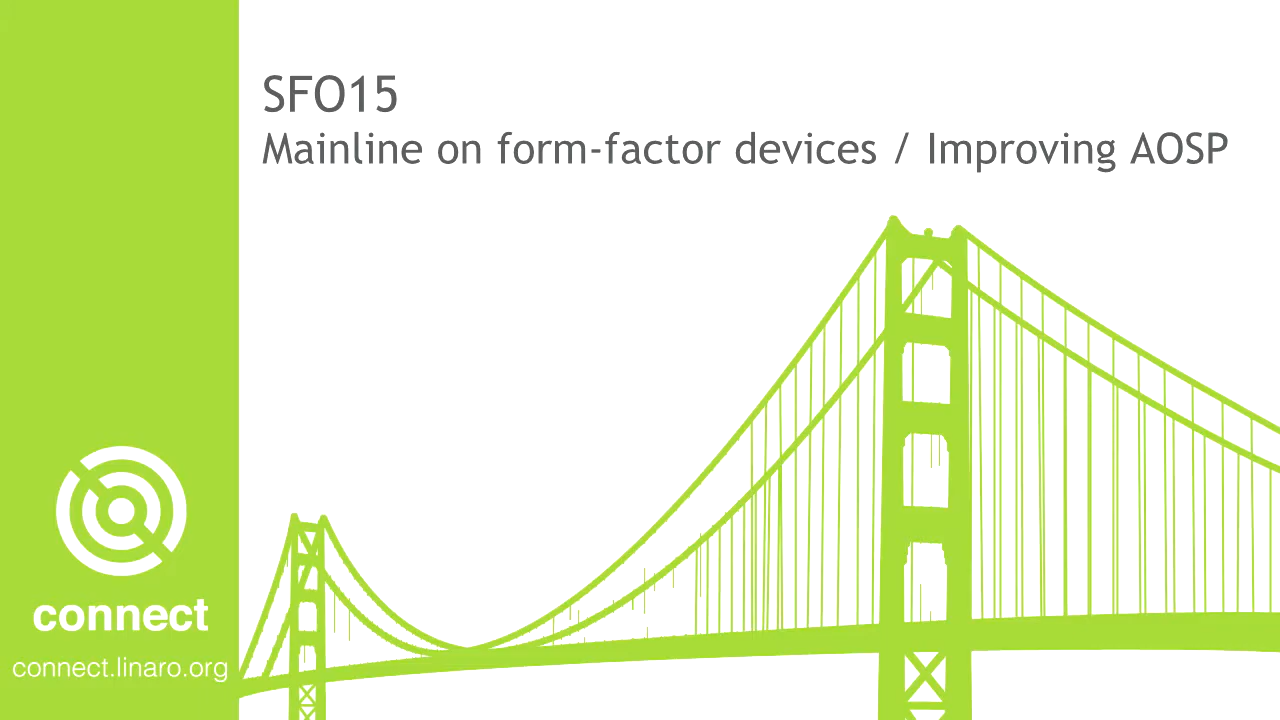 SFO15
Mainline on form-factor devices / Improving AOSP
connect
connect.linaro.org